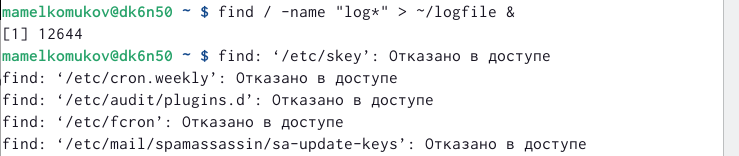 mamelkomukov@dk6n50 ~ $ find / -name "log*" > ~/logfile &
[1] 12644
mamelkomukov@dk6n50 ~ $ find: ‘/etc/skey’: Отказано в доступе
find: ‘/etc/cron.weekly’: Отказано в доступе
find: ‘/etc/audit/plugins.d’: Отказано в доступе
find: ‘/etc/fcron’: Отказано в доступе
find: ‘/etc/mail/spamassassin/sa-update-keys’: Отказано в доступе